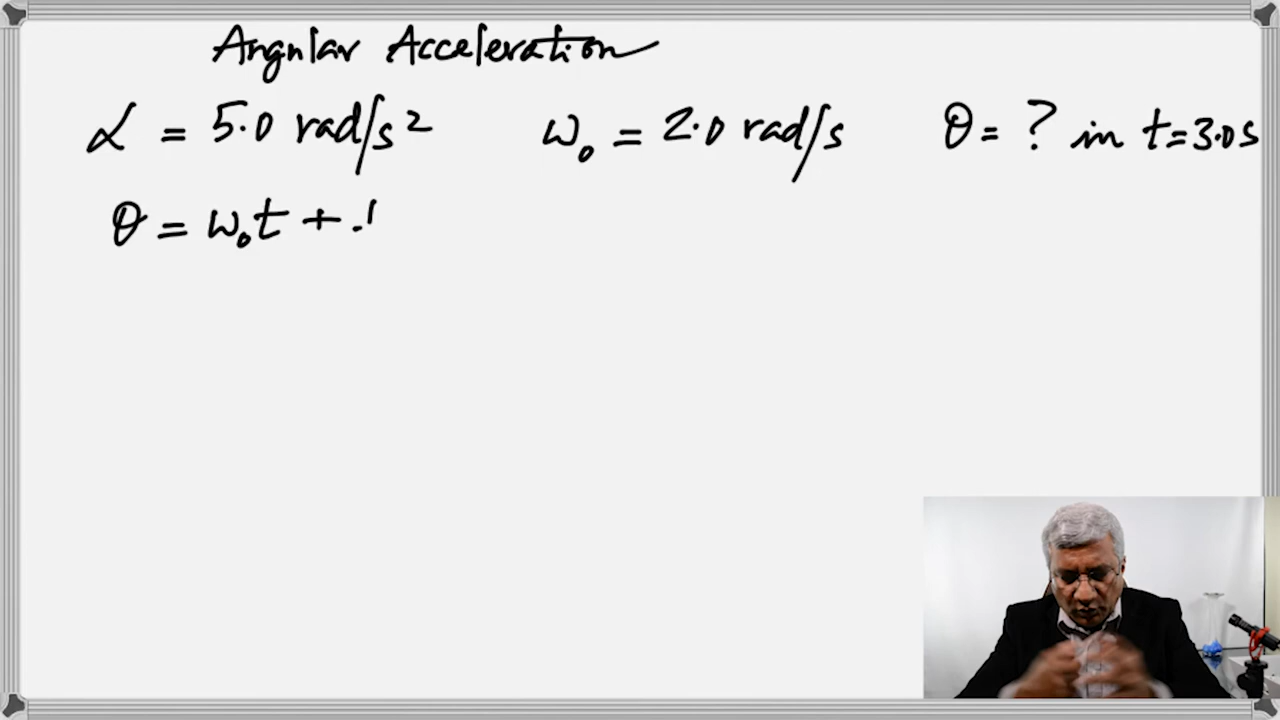 Angular Acceleration
α = 5.0 rad/s² ω₀ = 2.0 rad/s θ = ? in t = 3.0 s
θ = ω₀t +